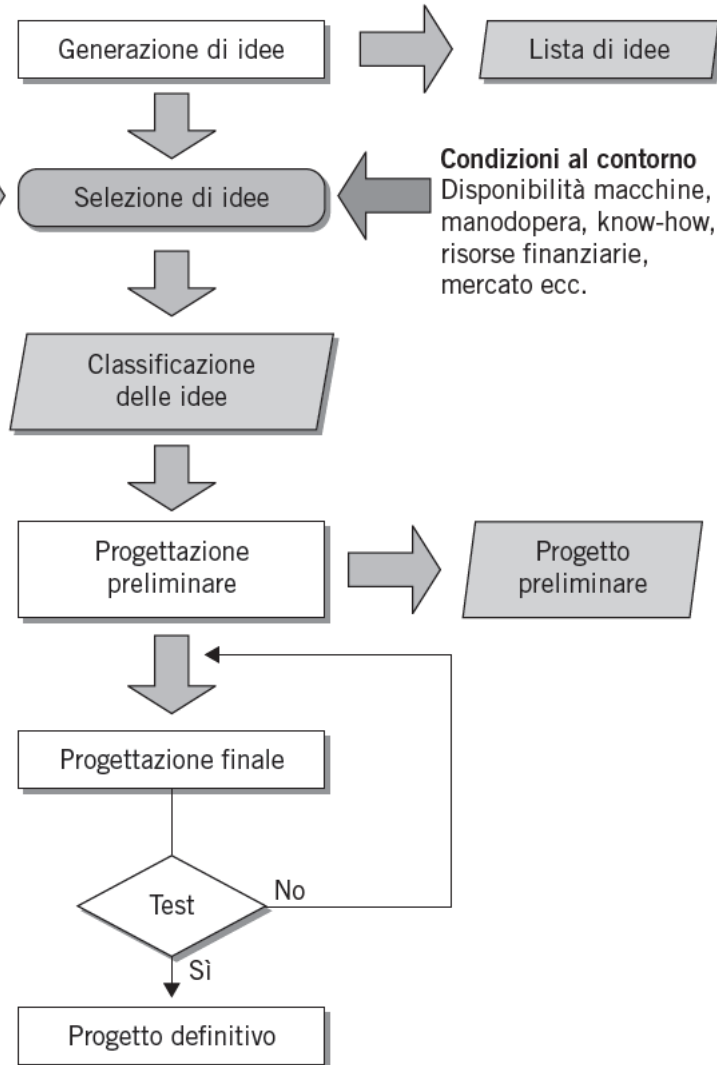 Generazione di idee
Lista di idee
Selezione di idee
Condizioni al contorno
Disponibilità macchine,
manodopera, know-how,
risorse finanziarie,
mercato ecc.
Classificazione
delle idee
Progettazione
preliminare
Progetto
preliminare
Progettazione finale
Test
No
Sì
Progetto definitivo